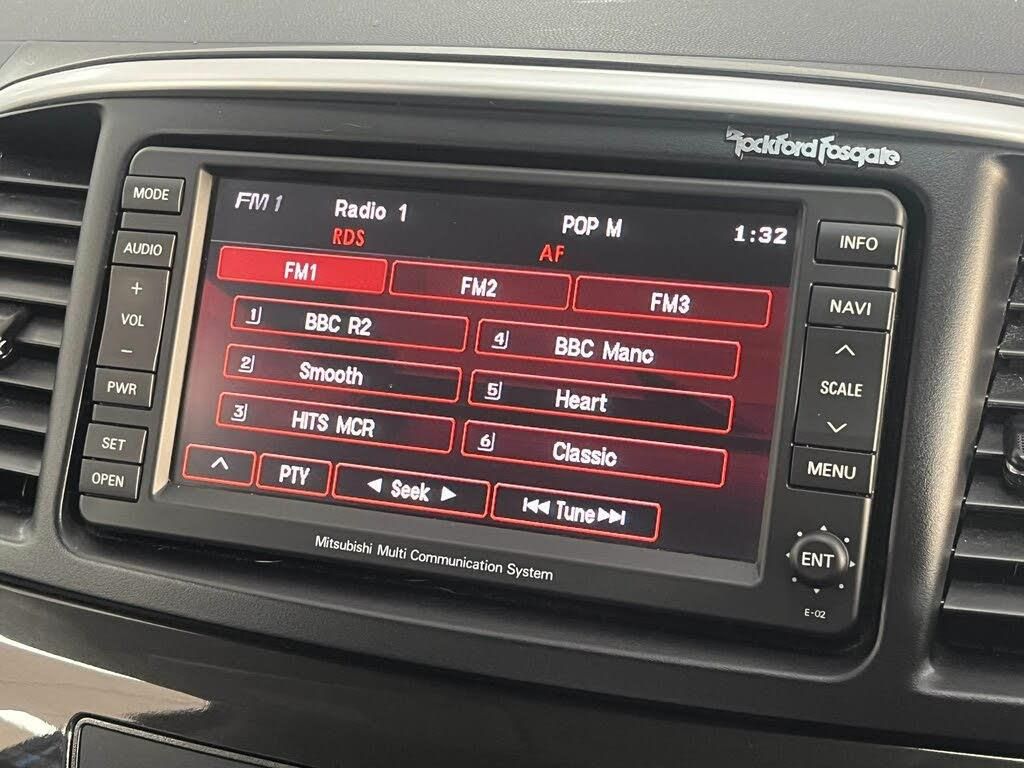 Rockford Fosgate
MODE
AUDIO
+
VOL
−
PWR
SET
OPEN
FM1 Radio 1 POP M 1:32
RDS AF
FM1 FM2 FM3
1 BBC R2 4 BBC Manc
2 Smooth 5 Heart
3 HITS MCR 6 Classic
PTY ◀ Seek ▶ |◀◀ Tune ▶▶|
INFO
NAVI
SCALE
MENU
ENT
E-02
Mitsubishi Multi Communication System